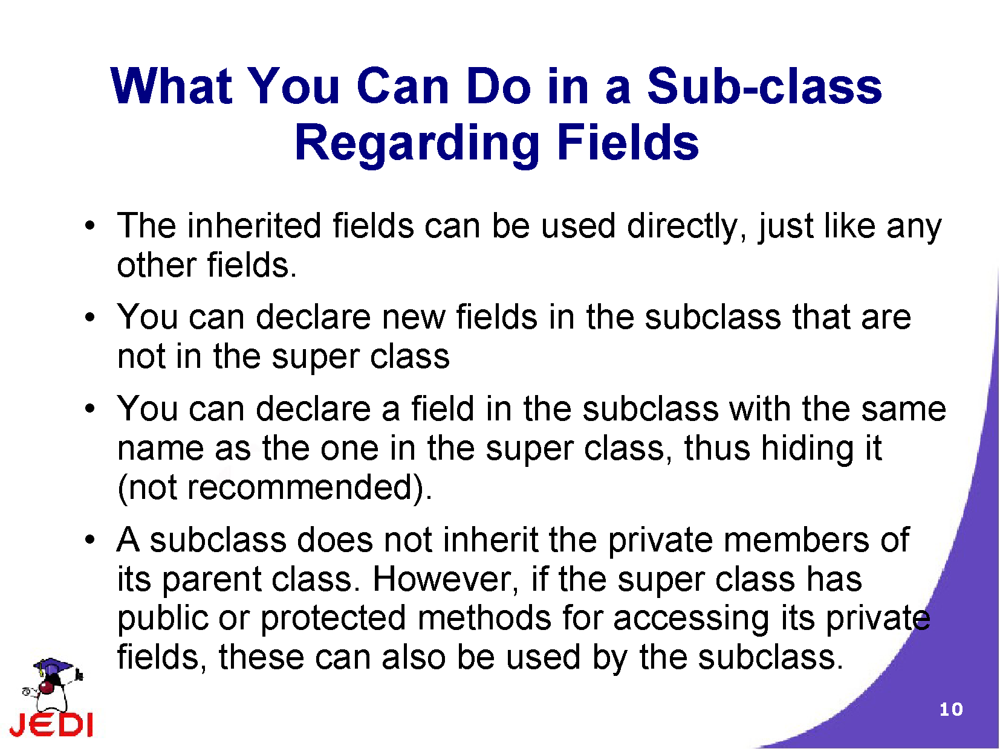 What You Can Do in a Sub-class
Regarding Fields
• The inherited fields can be used directly, just like any
other fields.
• You can declare new fields in the subclass that are
not in the super class
• You can declare a field in the subclass with the same
name as the one in the super class, thus hiding it
(not recommended).
• A subclass does not inherit the private members of
its parent class. However, if the super class has
public or protected methods for accessing its private
fields, these can also be used by the subclass.
JEDI
10